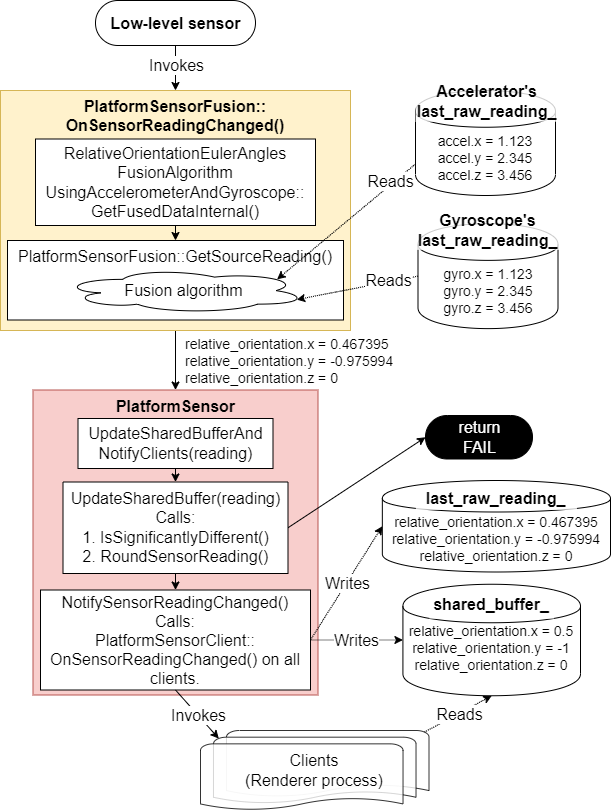 Low-level sensor
Invokes
PlatformSensorFusion::
OnSensorReadingChanged()
RelativeOrientationEulerAngles
FusionAlgorithm
UsingAccelerometerAndGyroscope::
GetFusedDataInternal()
PlatformSensorFusion::GetSourceReading()
Fusion algorithm
Accelerator's
last_raw_reading_
accel.x = 1.123
accel.y = 2.345
accel.z = 3.456
Reads
Gyroscope's
last_raw_reading_
gyro.x = 1.123
gyro.y = 2.345
gyro.z = 3.456
Reads
relative_orientation.x = 0.467395
relative_orientation.y = -0.975994
relative_orientation.z = 0
PlatformSensor
UpdateSharedBufferAnd
NotifyClients(reading)
return
FAIL
UpdateSharedBuffer(reading)
Calls:
1. IsSignificantlyDifferent()
2. RoundSensorReading()
last_raw_reading_
relative_orientation.x = 0.467395
relative_orientation.y = -0.975994
relative_orientation.z = 0
Writes
NotifySensorReadingChanged()
Calls:
PlatformSensorClient::
OnSensorReadingChanged() on all
clients.
Writes
shared_buffer_
relative_orientation.x = 0.5
relative_orientation.y = -1
relative_orientation.z = 0
Invokes
Reads
Clients
(Renderer process)